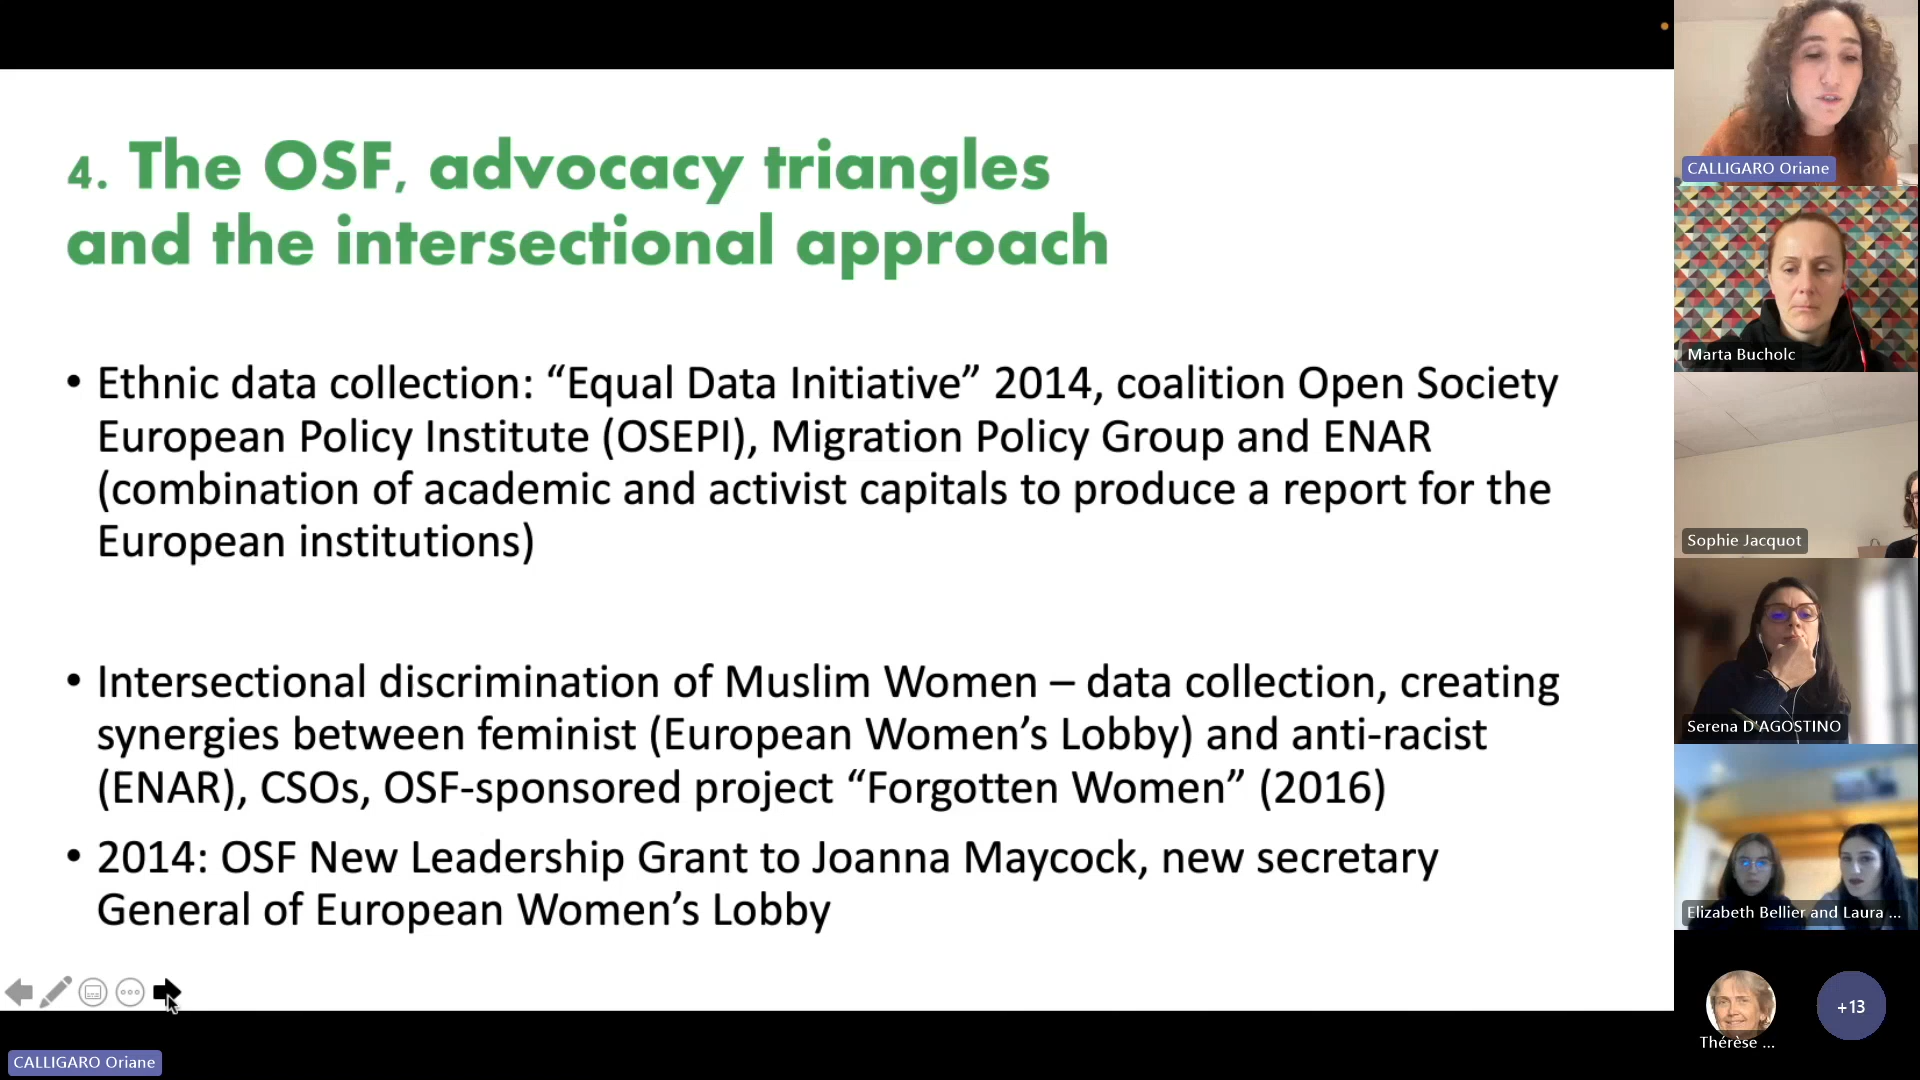 4. The OSF, advocacy triangles
and the intersectional approach
• Ethnic data collection: “Equal Data Initiative” 2014, coalition Open Society
European Policy Institute (OSEPI), Migration Policy Group and ENAR
(combination of academic and activist capitals to produce a report for the
European institutions)
• Intersectional discrimination of Muslim Women – data collection, creating
synergies between feminist (European Women’s Lobby) and anti-racist
(ENAR), CSOs, OSF-sponsored project “Forgotten Women” (2016)
• 2014: OSF New Leadership Grant to Joanna Maycock, new secretary
General of European Women’s Lobby
CALLIGARO Oriane
CALLIGARO Oriane
Marta Bucholc
Sophie Jacquot
Serena D'AGOSTINO
Elizabeth Bellier and Laura ...
Thérèse ...
+13